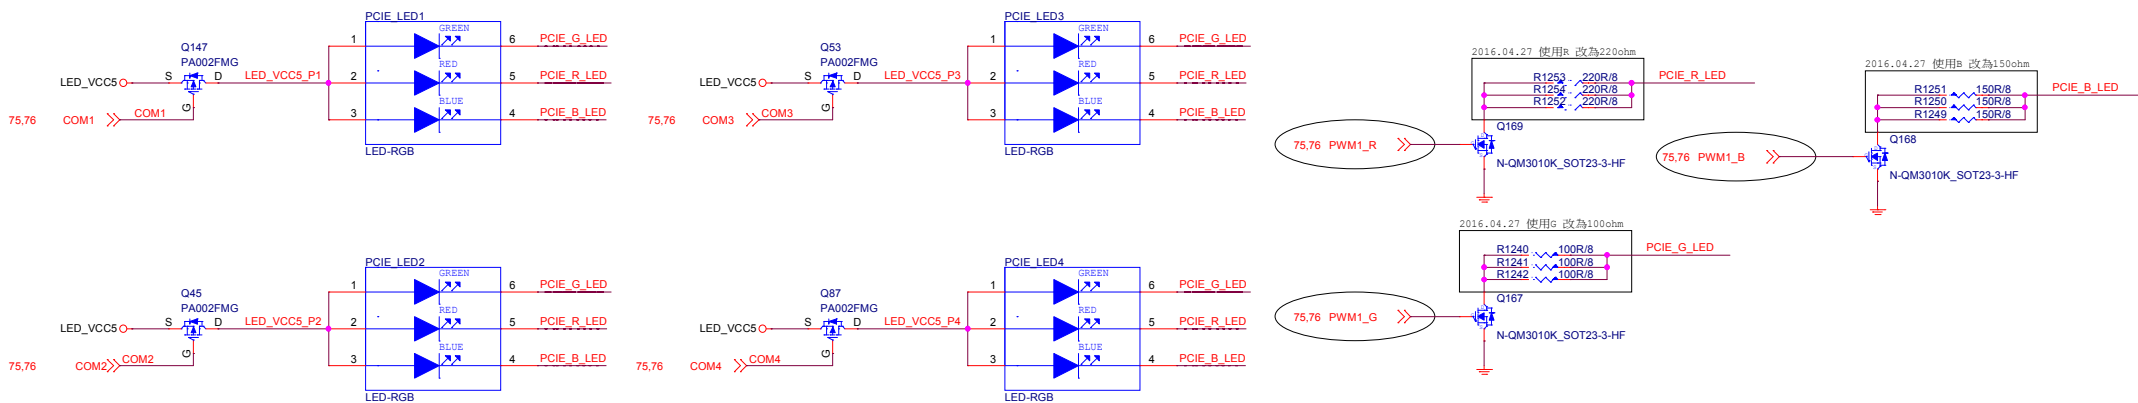 PCIE_LED1
GREEN
1
6 PCIE_G_LED
Q147
PA002FMG
RED
LED_VCC5 S D LED_VCC5_P1 2
5 PCIE_R_LED
G
BLUE
75,76 COM1 COM1
3
4 PCIE_B_LED
LED-RGB
PCIE_LED3
GREEN
1
6 PCIE_G_LED
Q53
PA002FMG
RED
LED_VCC5 S D LED_VCC5_P3 2
5 PCIE_R_LED
G
BLUE
75,76 COM3 COM3
3
4 PCIE_B_LED
LED-RGB
2016.04.27 使用R 改為220ohm
R1253 220R/8 PCIE_R_LED
R1254 220R/8
R1252 220R/8
Q169
75,76 PWM1_R
N-QM3010K_SOT23-3-HF
2016.04.27 使用B 改為150ohm
R1251 150R/8 PCIE_B_LED
R1250 150R/8
R1249 150R/8
Q168
75,76 PWM1_B
N-QM3010K_SOT23-3-HF
PCIE_LED2
GREEN
1
6 PCIE_G_LED
Q45
PA002FMG
RED
LED_VCC5 S D LED_VCC5_P2 2
5 PCIE_R_LED
G
BLUE
75,76 COM2 COM2
3
4 PCIE_B_LED
LED-RGB
PCIE_LED4
GREEN
1
6 PCIE_G_LED
Q87
PA002FMG
RED
LED_VCC5 S D LED_VCC5_P4 2
5 PCIE_R_LED
G
BLUE
75,76 COM4 COM4
3
4 PCIE_B_LED
LED-RGB
2016.04.27 使用G 改為100ohm
R1240 100R/8 PCIE_G_LED
R1241 100R/8
R1242 100R/8
Q167
75,76 PWM1_G
N-QM3010K_SOT23-3-HF